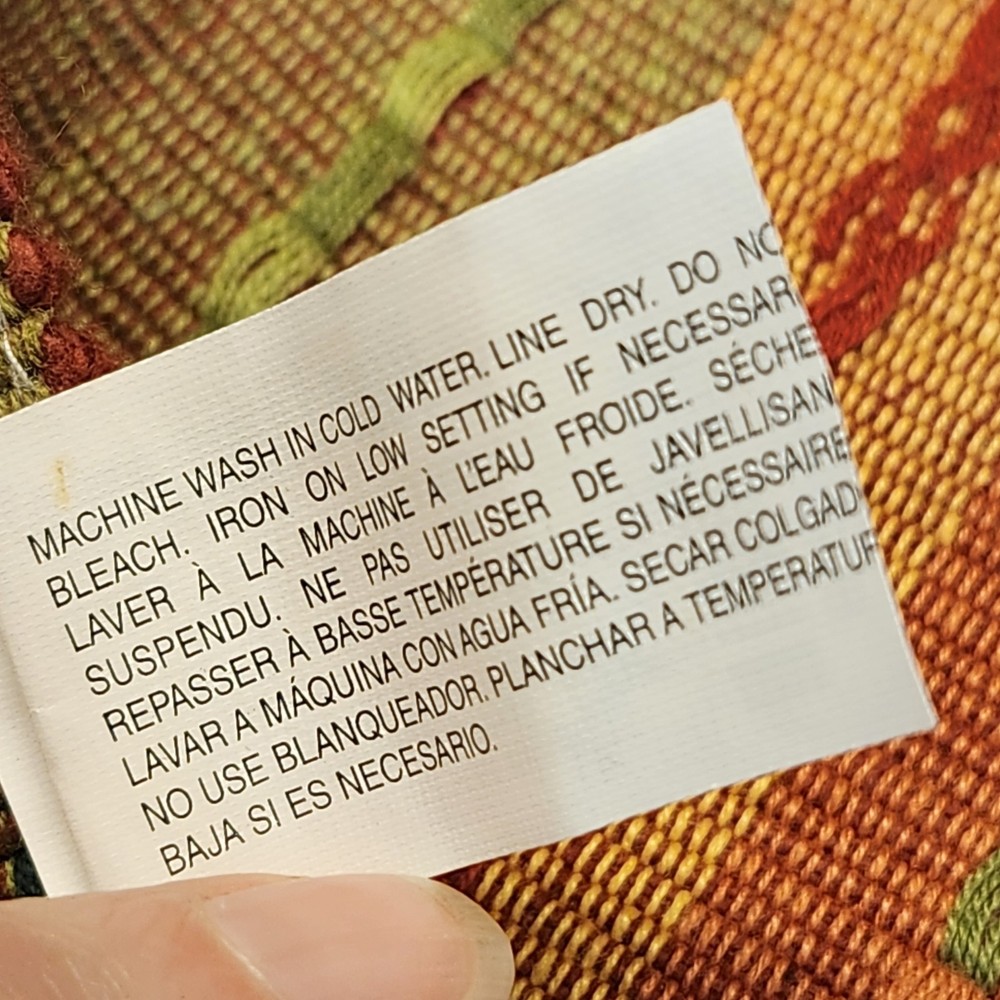 MACHINE WASH IN COLD WATER. LINE DRY. DO NO
BLEACH. IRON ON LOW SETTING IF NECESSAR
LAVER À LA MACHINE À L'EAU FROIDE. SÉCHE
SUSPENDU. NE PAS UTILISER DE JAVELLISAN
REPASSER À BASSE TEMPÉRATURE SI NÉCESSAIRE
LAVAR A MÁQUINA CON AGUA FRÍA. SECAR COLGAD
NO USE BLANQUEADOR. PLANCHAR A TEMPERATUR
BAJA SI ES NECESARIO.